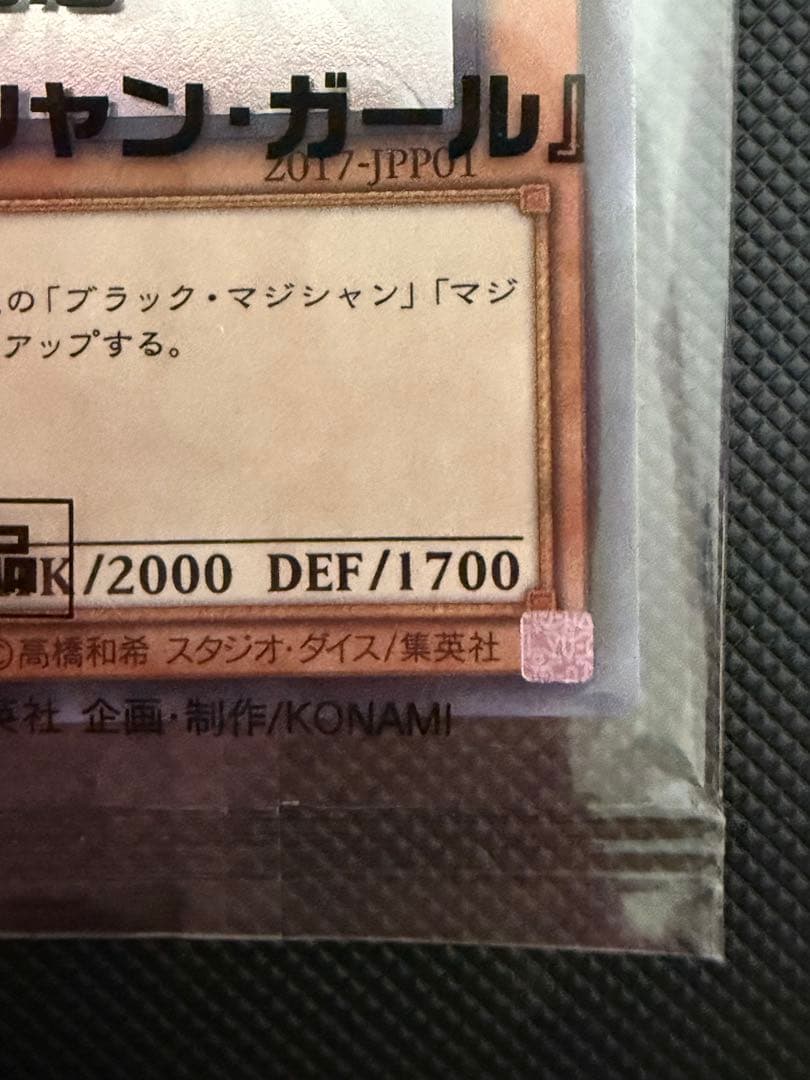 シャン・ガール』
2017-JPP01
の「ブラック・マジシャン」「マジ
アップする。
品
K/2000 DEF/1700
©高橋和希 スタジオ・ダイス/集英社
英社 企画・制作/KONAMI